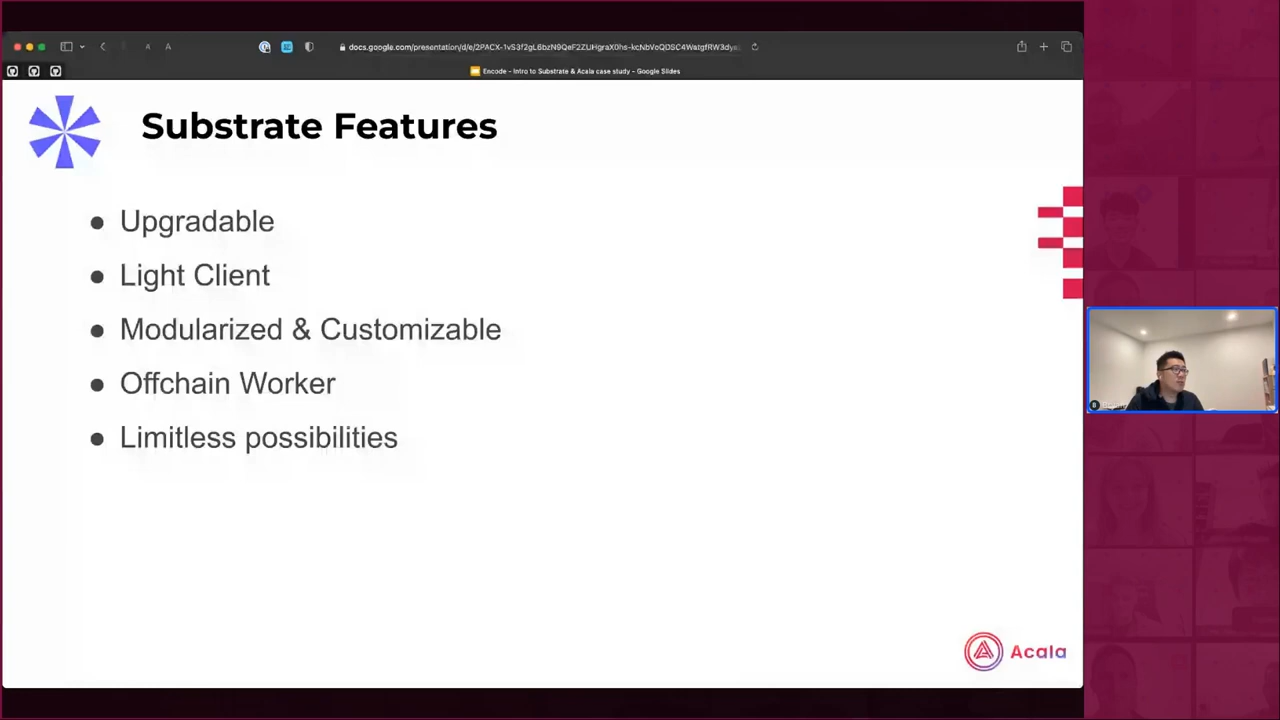 Encode - Intro to Substrate & Acala case study - Google Slides
Substrate Features
● Upgradable
● Light Client
● Modularized & Customizable
● Offchain Worker
● Limitless possibilities
Acala